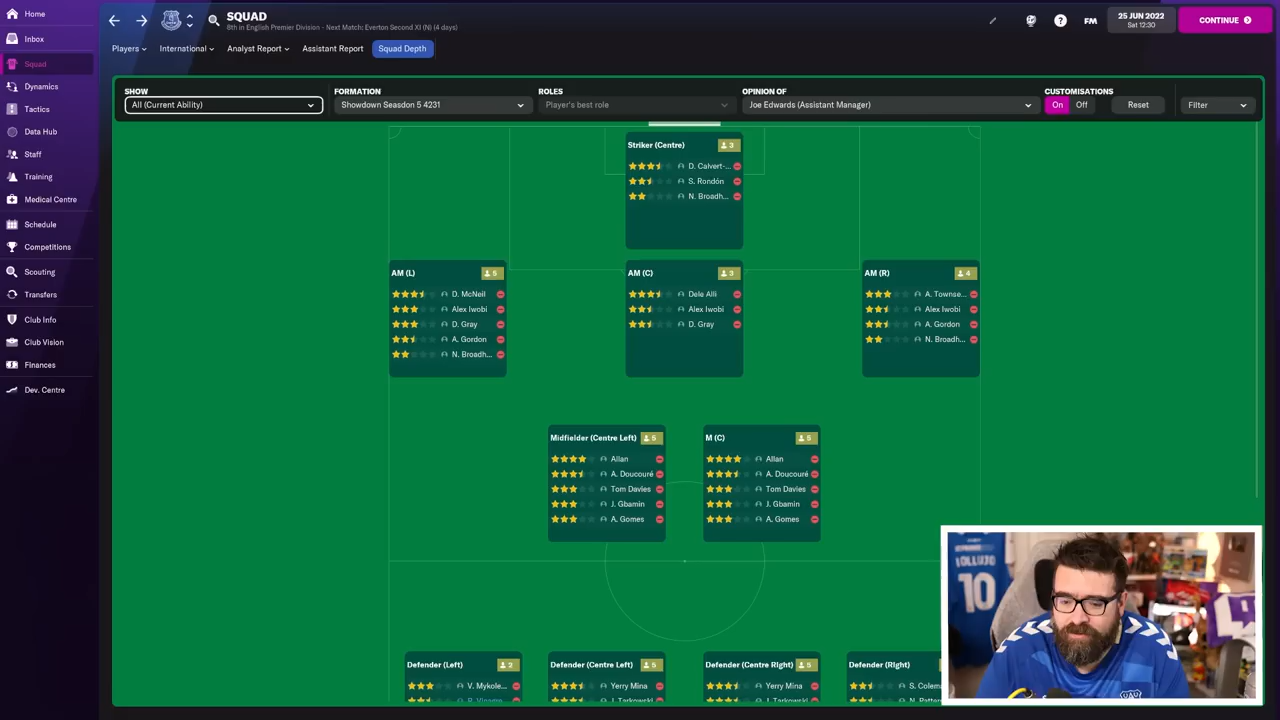 Home
SQUAD
8th in English Premier Division - Next Match: Everton Second XI (N) (4 days)
FM
25 JUN 2022
Sat 12:30
CONTINUE
Inbox
Squad
Dynamics
Tactics
Data Hub
Staff
Training
Medical Centre
Schedule
Competitions
Scouting
Transfers
Club Info
Club Vision
Finances
Dev. Centre
Players
International
Analyst Report
Assistant Report
Squad Depth
SHOW
All (Current Ability)
FORMATION
Showdown Seasdon 5 4231
ROLES
Player's best role
OPINION OF
Joe Edwards (Assistant Manager)
CUSTOMISATIONS
On
Off
Reset
Filter
Striker (Centre) 3
D. Calvert-...
S. Rondón
N. Broadh...
AM (L) 5
D. McNeil
Alex Iwobi
D. Gray
A. Gordon
N. Broadh...
AM (C) 3
Dele Alli
Alex Iwobi
D. Gray
AM (R) 4
A. Townse...
Alex Iwobi
A. Gordon
N. Broadh...
Midfielder (Centre Left) 5
Allan
A. Doucouré
Tom Davies
J. Gbamin
A. Gomes
M (C) 5
Allan
A. Doucouré
Tom Davies
J. Gbamin
A. Gomes
Defender (Left) 3
V. Mykole...
Defender (Centre Left) 5
Yerry Mina
J. Tarkowski
Defender (Centre Right) 5
Yerry Mina
J. Tarkowski
Defender (Right)
S. Colem
N. Patter
10